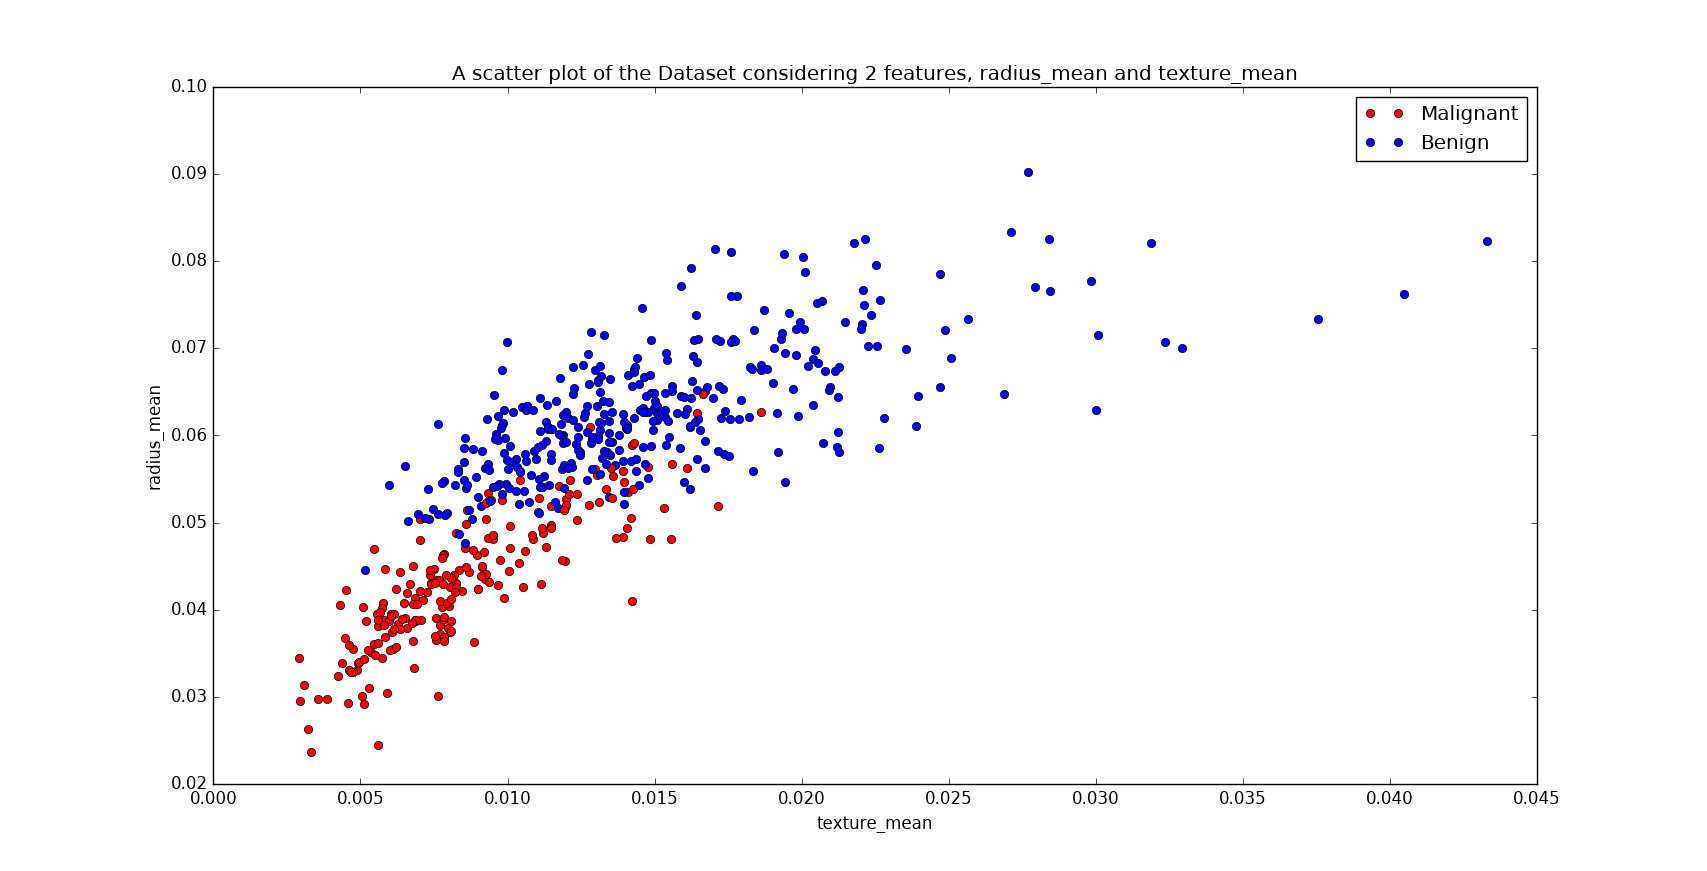 A scatter plot of the Dataset considering 2 features, radius_mean and texture_mean
Malignant
Benign
0.10
0.09
0.08
0.07
0.06
0.05
0.04
0.03
0.02
radius_mean
0.000 0.005 0.010 0.015 0.020 0.025 0.030 0.035 0.040 0.045
texture_mean